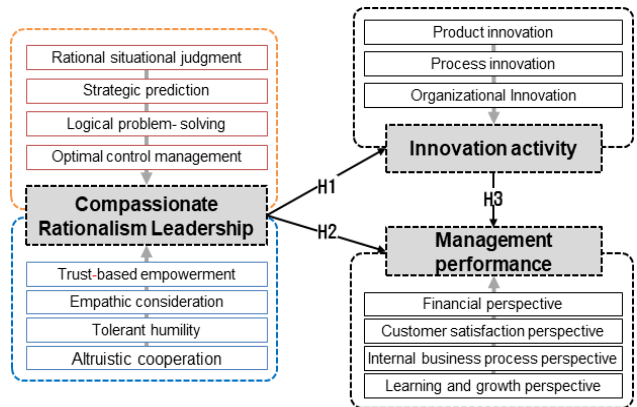 Rational situational judgment
Strategic prediction
Logical problem- solving
Optimal control management
Compassionate
Rationalism Leadership
Trust-based empowerment
Empathic consideration
Tolerant humility
Altruistic cooperation
H1
H2
Product innovation
Process innovation
Organizational Innovation
Innovation activity
H3
Management
performance
Financial perspective
Customer satisfaction perspective
Internal business process perspective
Learning and growth perspective